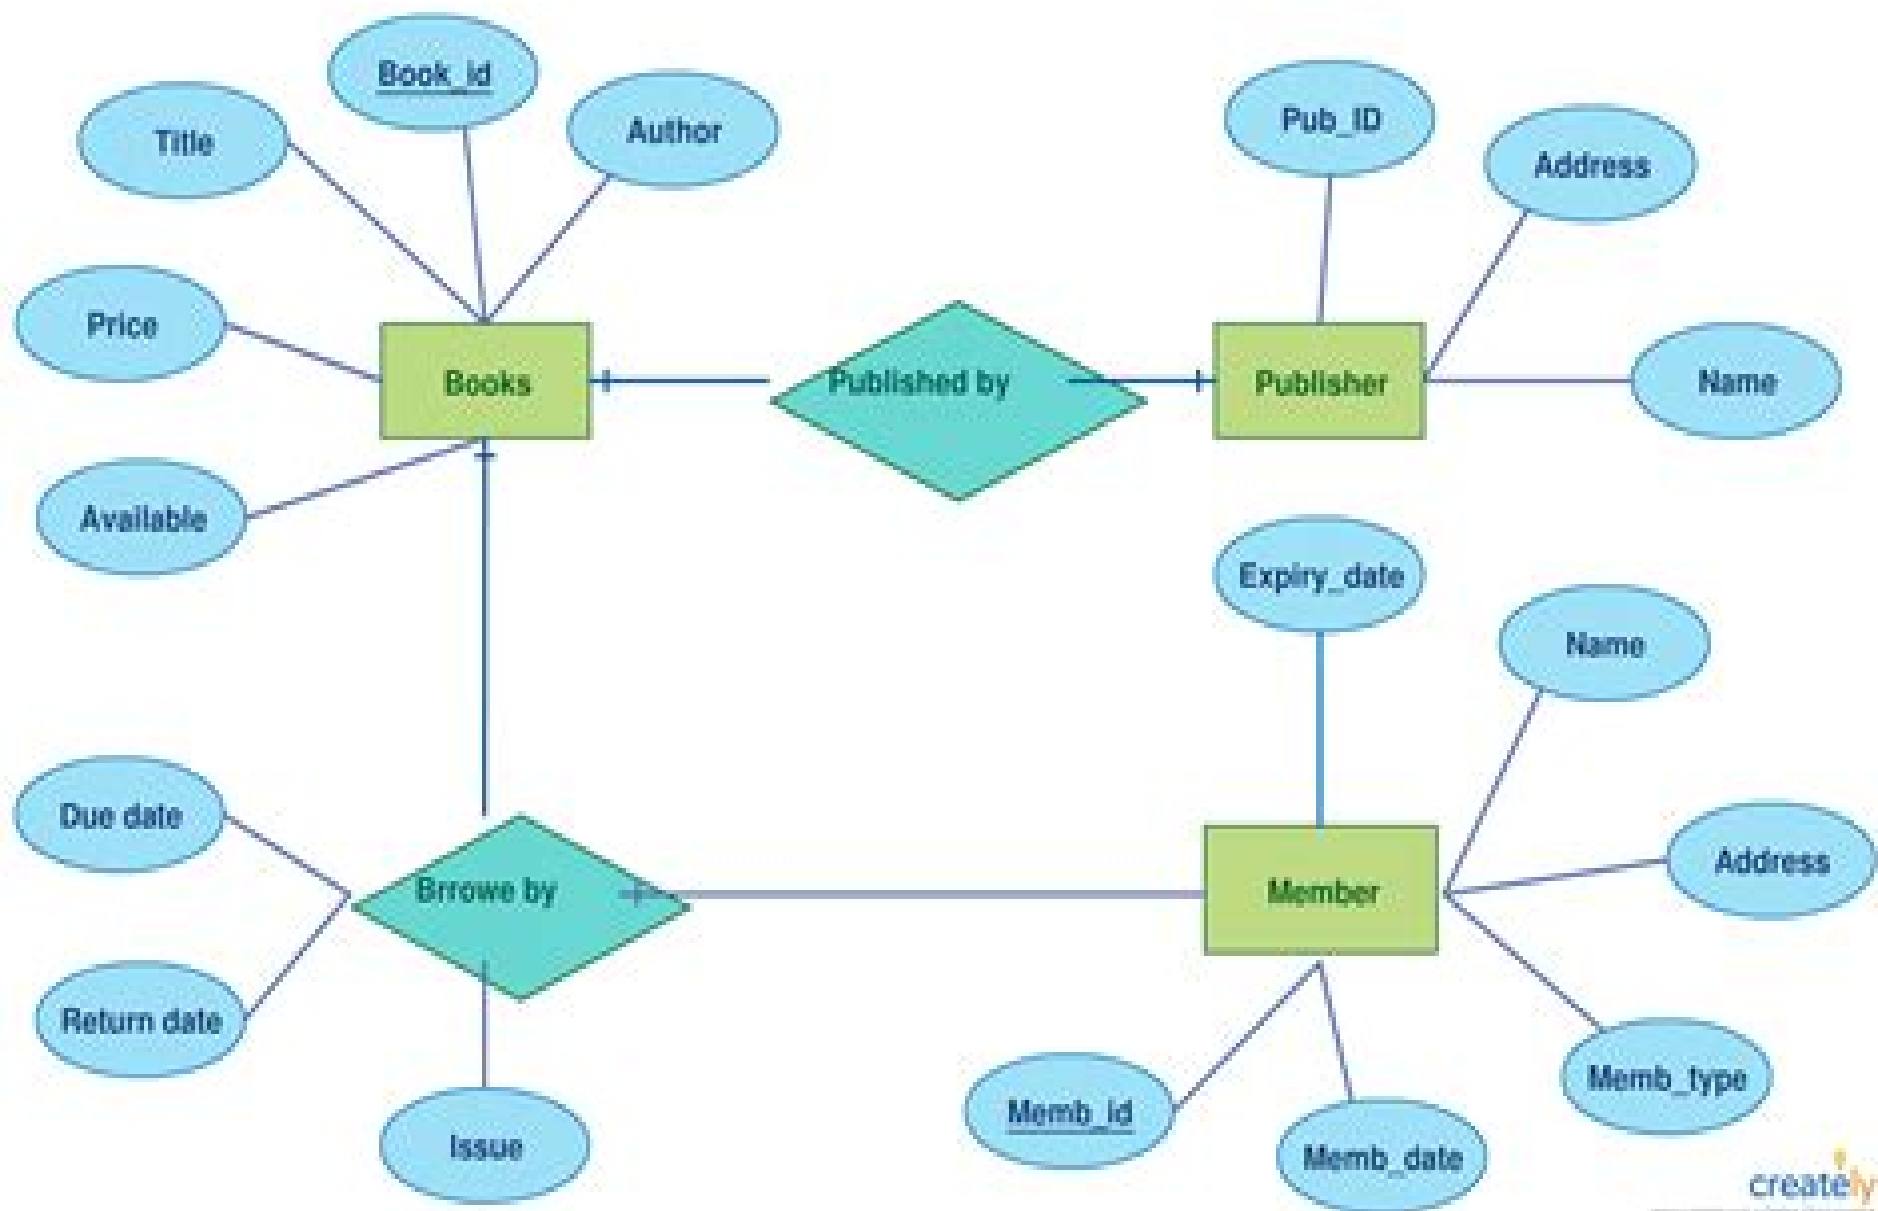 Book_id
Title
Author
Pub_ID
Address
Price
Books
Published by
Publisher
Name
Available
Expiry_date
Name
Due date
Brrowe by
Member
Address
Return date
Issue
Memb_id
Memb_date
Memb_type
creately